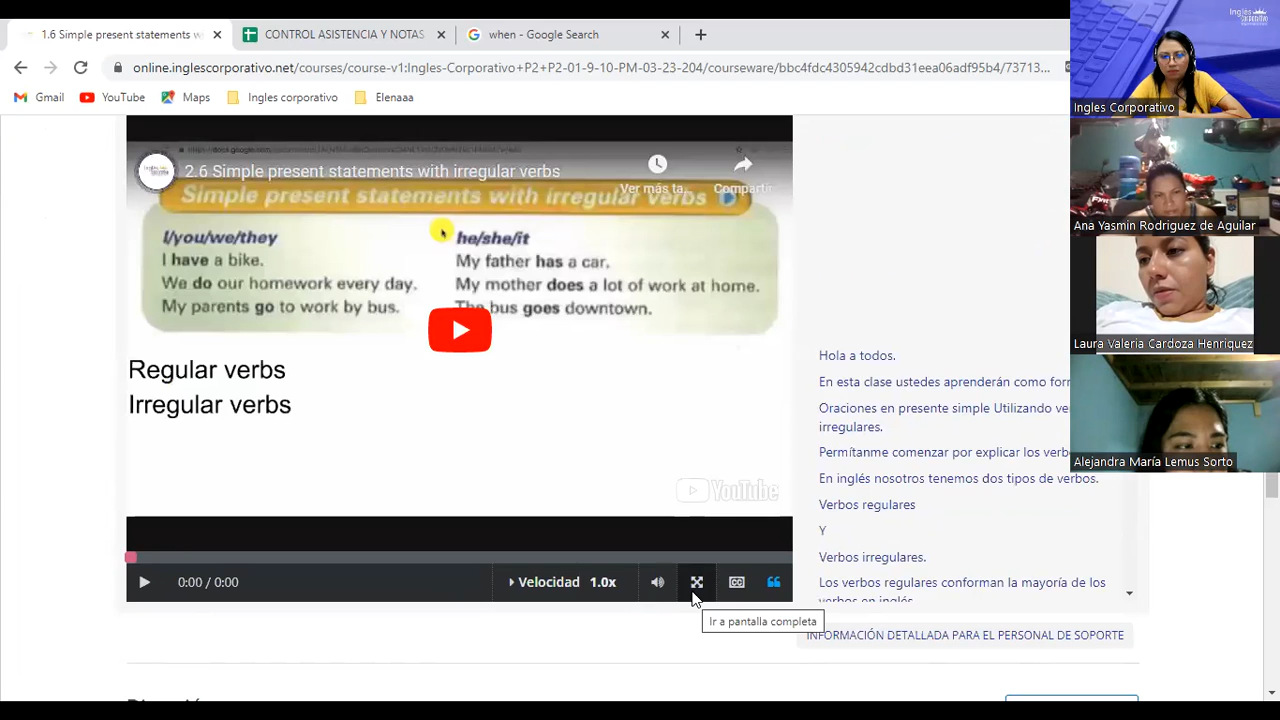 1.6 Simple present statements w
CONTROL ASISTENCIA Y NOTAS
when - Google Search
online.inglescorporativo.net/courses/course-v1:Ingles-Corporativo+P2+P2-01-9-10-PM-03-23-204/courseware/bbc4fdc4305942cdbd31eea06adf95b4/73713...
Gmail
YouTube
Maps
Ingles corporativo
Elenaaa
2.6 Simple present statements with irregular verbs
Ver más ta...
Compartir
Simple present statements with irregular verbs
I/you/we/they
he/she/it
I have a bike.
My father has a car.
We do our homework every day.
My mother does a lot of work at home.
My parents go to work by bus.
The bus goes downtown.
Regular verbs
Irregular verbs
YouTube
0:00 / 0:00
Velocidad 1.0x
Ir a pantalla completa
Hola a todos.
En esta clase ustedes aprenderán como for
Oraciones en presente simple Utilizando ve
irregulares.
Permítanme comenzar por explicar los verb
En inglés nosotros tenemos dos tipos de verbos.
Verbos regulares
Y
Verbos irregulares.
Los verbos regulares conforman la mayoría de los
verbos en inglés
INFORMACIÓN DETALLADA PARA EL PERSONAL DE SOPORTE
Ingles Corporativo
Ana Yasmin Rodriguez de Aguilar
Laura Valeria Cardoza Henriquez
Alejandra María Lemus Sorto